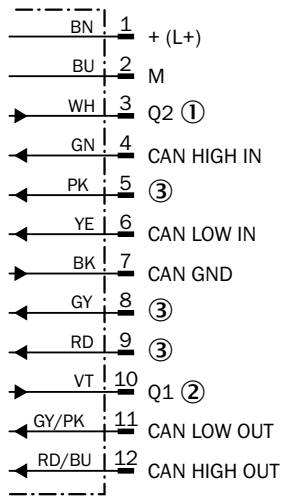 BN 1 + (L+)
BU 2 M
WH 3 Q2 ①
GN 4 CAN HIGH IN
PK 5 ③
YE 6 CAN LOW IN
BK 7 CAN GND
GY 8 ③
RD 9 ③
VT 10 Q1 ②
GY/PK 11 CAN LOW OUT
RD/BU 12 CAN HIGH OUT